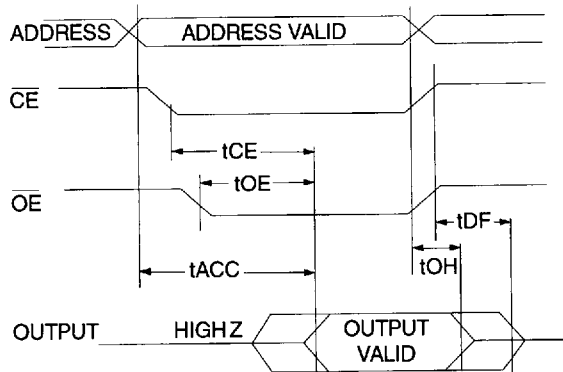 ADDRESS
ADDRESS VALID
CE
tCE
tOE
OE
tDF
tACC
tOH
OUTPUT
HIGH Z
OUTPUT
VALID